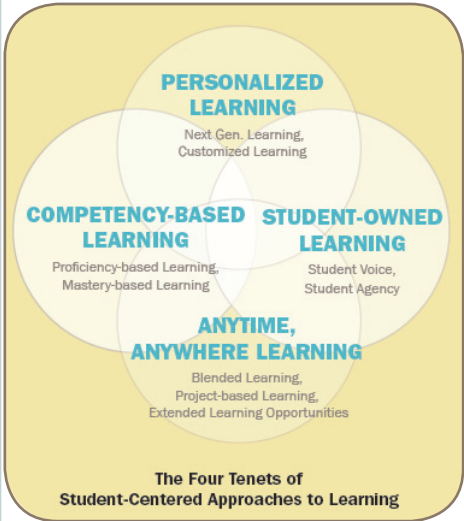 PERSONALIZED
LEARNING
Next Gen. Learning,
Customized Learning
COMPETENCY-BASED
LEARNING
Proficiency-based Learning,
Mastery-based Learning
STUDENT-OWNED
LEARNING
Student Voice,
Student Agency
ANYTIME,
ANYWHERE LEARNING
Blended Learning,
Project-based Learning,
Extended Learning Opportunities
The Four Tenets of
Student-Centered Approaches to Learning